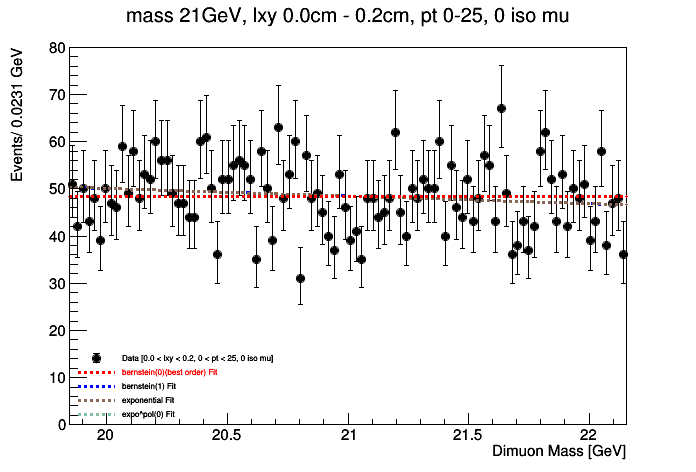 mass 21GeV, lxy 0.0cm - 0.2cm, pt 0-25, 0 iso mu
Events/ 0.0231 GeV
80
70
60
50
40
30
20
10
0
Data [0.0 < lxy < 0.2, 0 < pt < 25, 0 iso mu]
bernstein(0)(best order) Fit
bernstein(1) Fit
exponential Fit
expo*pol(0) Fit
20 20.5 21 21.5 22
Dimuon Mass [GeV]